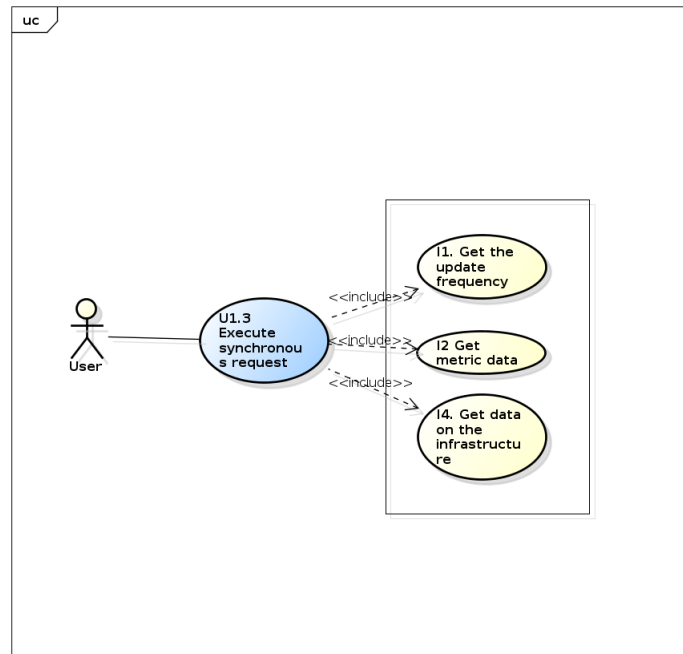 uc
I1. Get the
update
frequency
<<include>>
U1.3
Execute
synchronou
s request
<<include>>
I2 Get
metric data
User
<<include>>
I4. Get data
on the
infrastructu
re